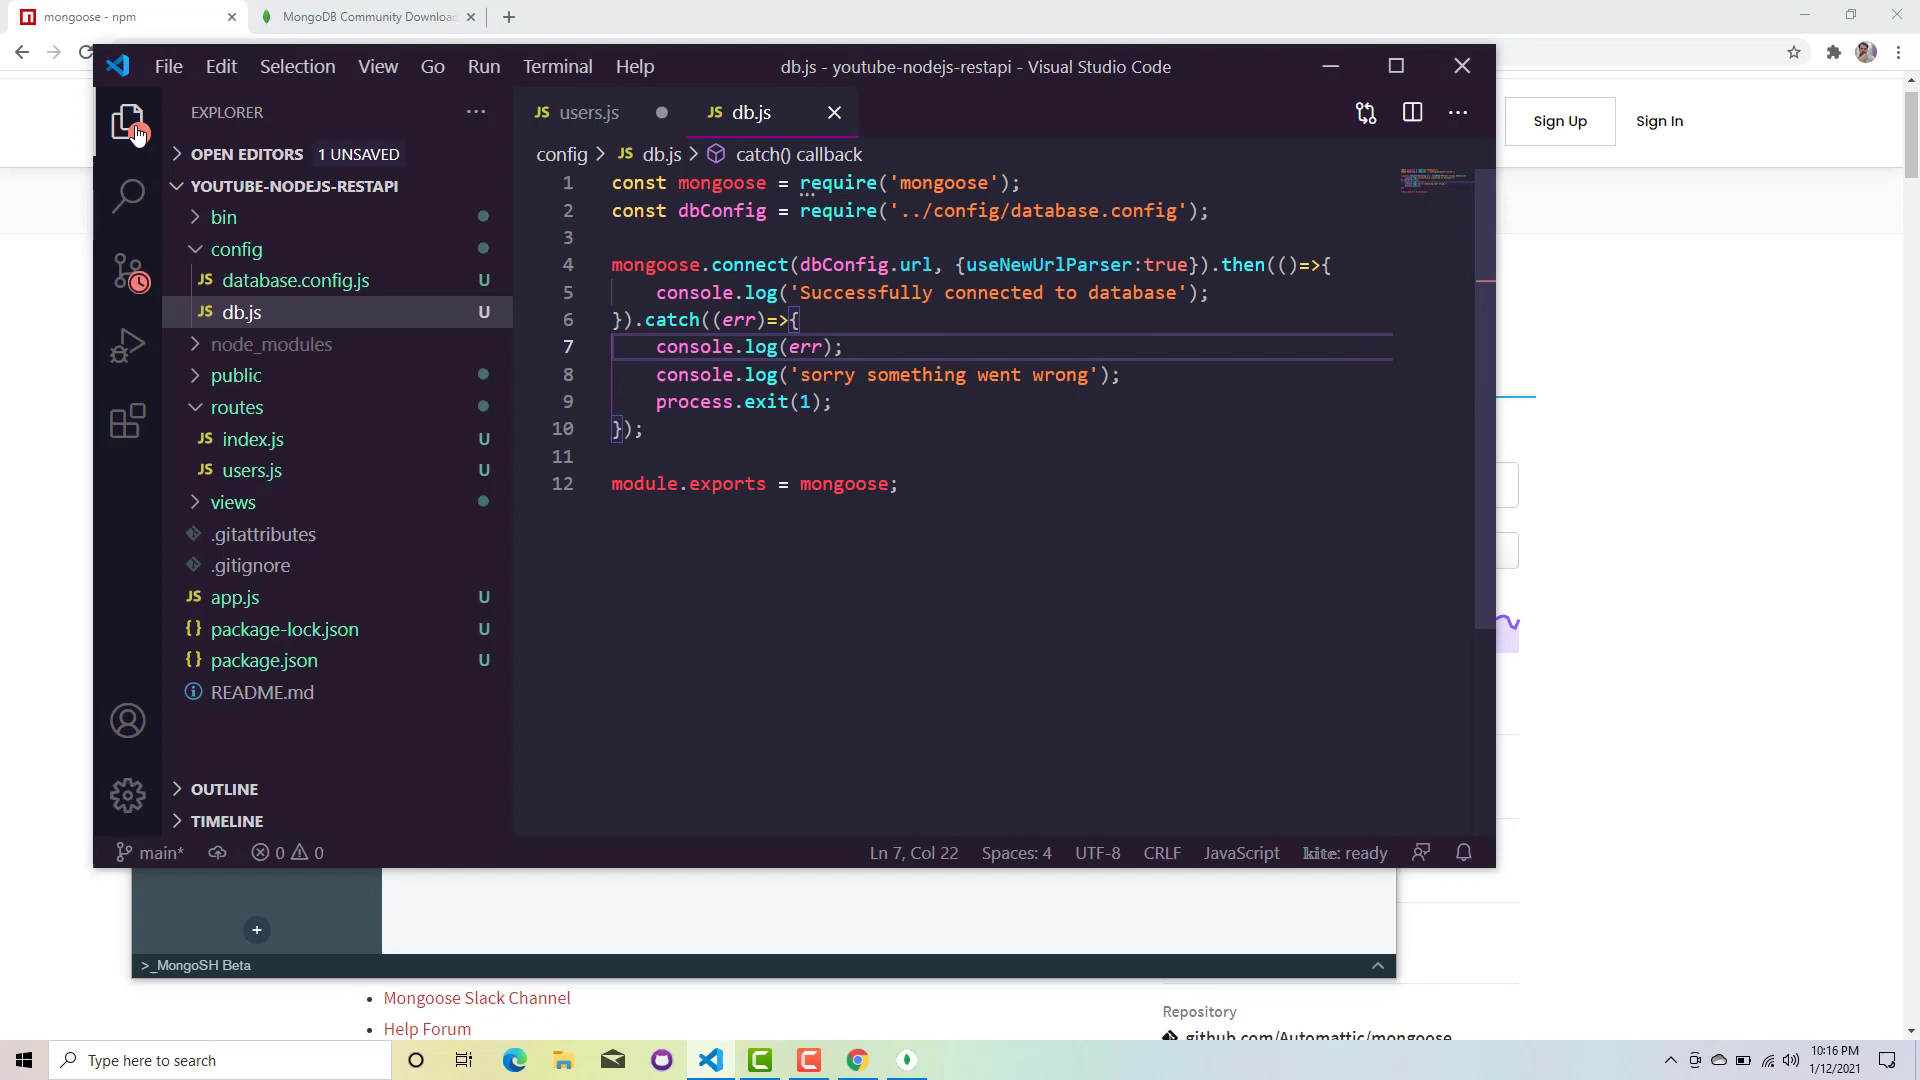 mongoose - npm
MongoDB Community Download
File Edit Selection View Go Run Terminal Help
db.js - youtube-nodejs-restapi - Visual Studio Code
Sign Up
Sign In
EXPLORER
OPEN EDITORS 1 UNSAVED
YOUTUBE-NODEJS-RESTAPI
bin
config
JS database.config.js U
JS db.js U
node_modules
public
routes
JS index.js U
JS users.js U
views
.gitattributes
.gitignore
JS app.js U
{} package-lock.json U
{} package.json U
README.md
OUTLINE
TIMELINE
JS users.js
JS db.js
config > JS db.js > catch() callback
1 const mongoose = require('mongoose');
2 const dbConfig = require('../config/database.config');
3
4 mongoose.connect(dbConfig.url, {useNewUrlParser:true}).then(()=>{
5 console.log('Successfully connected to database');
6 }).catch((err)=>{
7 console.log(err);
8 console.log('sorry something went wrong');
9 process.exit(1);
10 });
11
12 module.exports = mongoose;
main* 0 0
Ln 7, Col 22 Spaces: 4 UTF-8 CRLF JavaScript kite: ready
>_MongoSH Beta
Mongoose Slack Channel
Help Forum
Repository
github.com/Automattic/mongoose
Type here to search
10:16 PM
1/12/2021